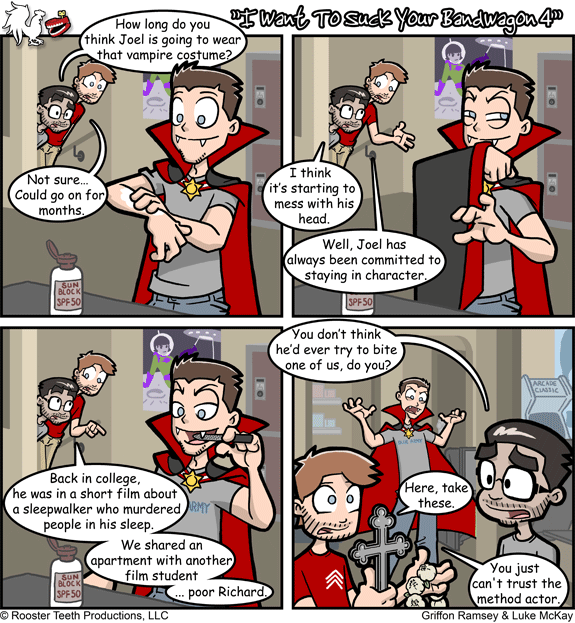 "I Want To Suck Your Bandwagon 4"
How long do you
think Joel is going to wear
that vampire costume?
Not sure...
Could go on for
months.
SUN
BLOCK
SPF50
I think
it's starting to
mess with his
head.
Well, Joel has
always been committed to
staying in character.
SPF50
Back in college,
he was in a short film about
a sleepwalker who murdered
people in his sleep.
We shared an
apartment with another
film student
... poor Richard.
ARMY
SUN
BLOCK
SPF50
You don't think
he'd ever try to bite
one of us, do you?
ARCADE
CLASSIC
BLUE ARMY
Here, take
these.
You just
can't trust the
method actor.
© Rooster Teeth Productions, LLC
Griffon Ramsey & Luke McKay